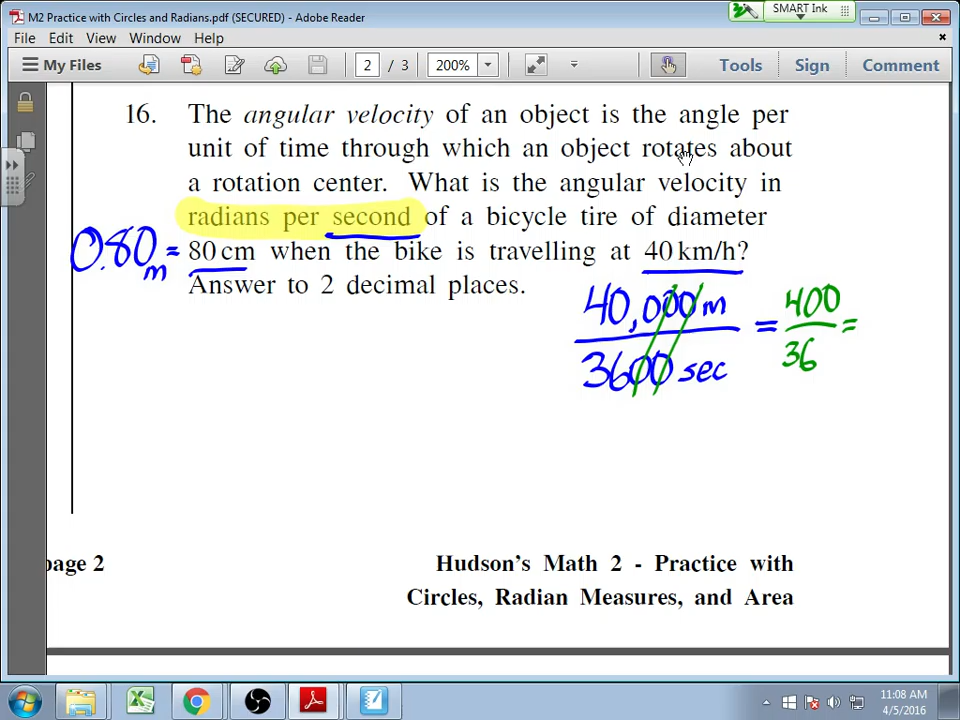 M2 Practice with Circles and Radians.pdf (SECURED) - Adobe Reader
SMART Ink
File Edit View Window Help
My Files 2 / 3 200% Tools Sign Comment
16. The angular velocity of an object is the angle per
unit of time through which an object rotates about
a rotation center. What is the angular velocity in
radians per second of a bicycle tire of diameter
0.80 m = 80 cm when the bike is travelling at 40 km/h?
Answer to 2 decimal places.
40,000 m = 400 =
3600 sec 36
page 2
Hudson's Math 2 - Practice with
Circles, Radian Measures, and Area
11:08 AM
4/5/2016